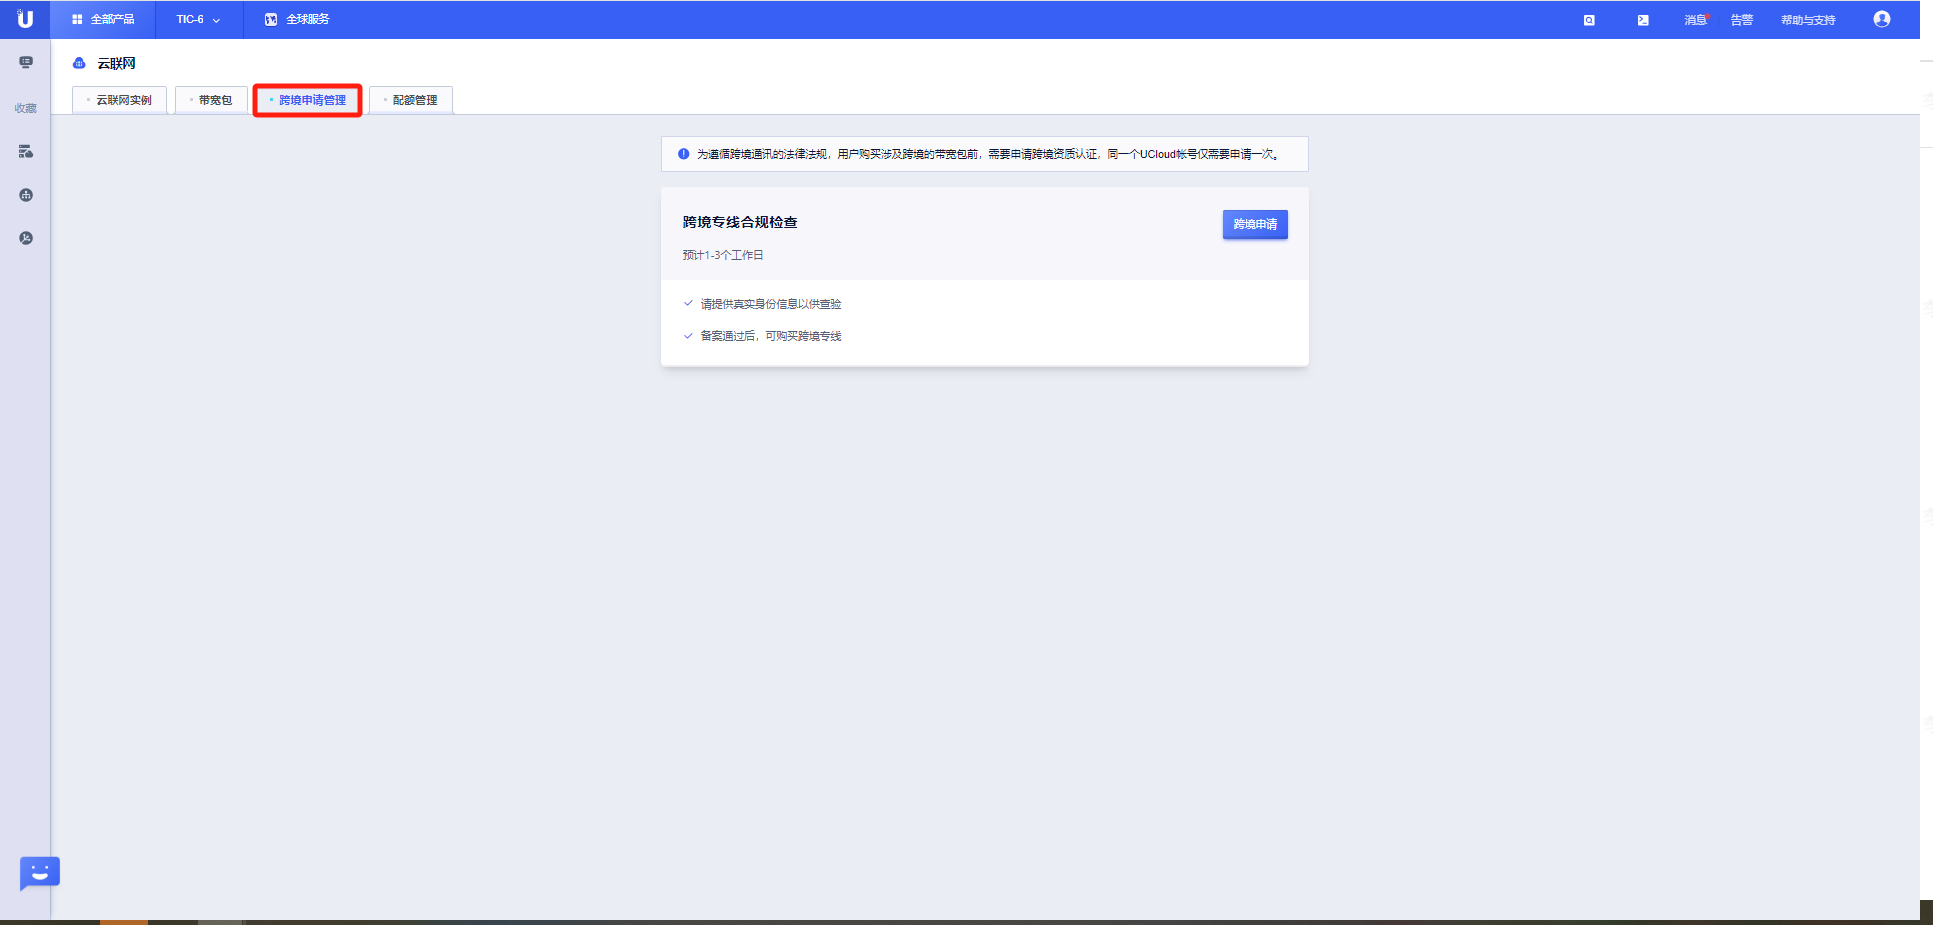 U 全部产品 TIC-6 全球服务 消息 告警 帮助与支持
云联网
收藏
云联网实例 带宽包 跨境申请管理 配额管理
为遵循跨境通讯的法律法规，用户购买涉及跨境的带宽包前，需要申请跨境资质认证，同一个UCloud帐号仅需要申请一次。
跨境专线合规检查 跨境申请
预计1-3个工作日
请提供真实身份信息以供查验
备案通过后，可购买跨境专线